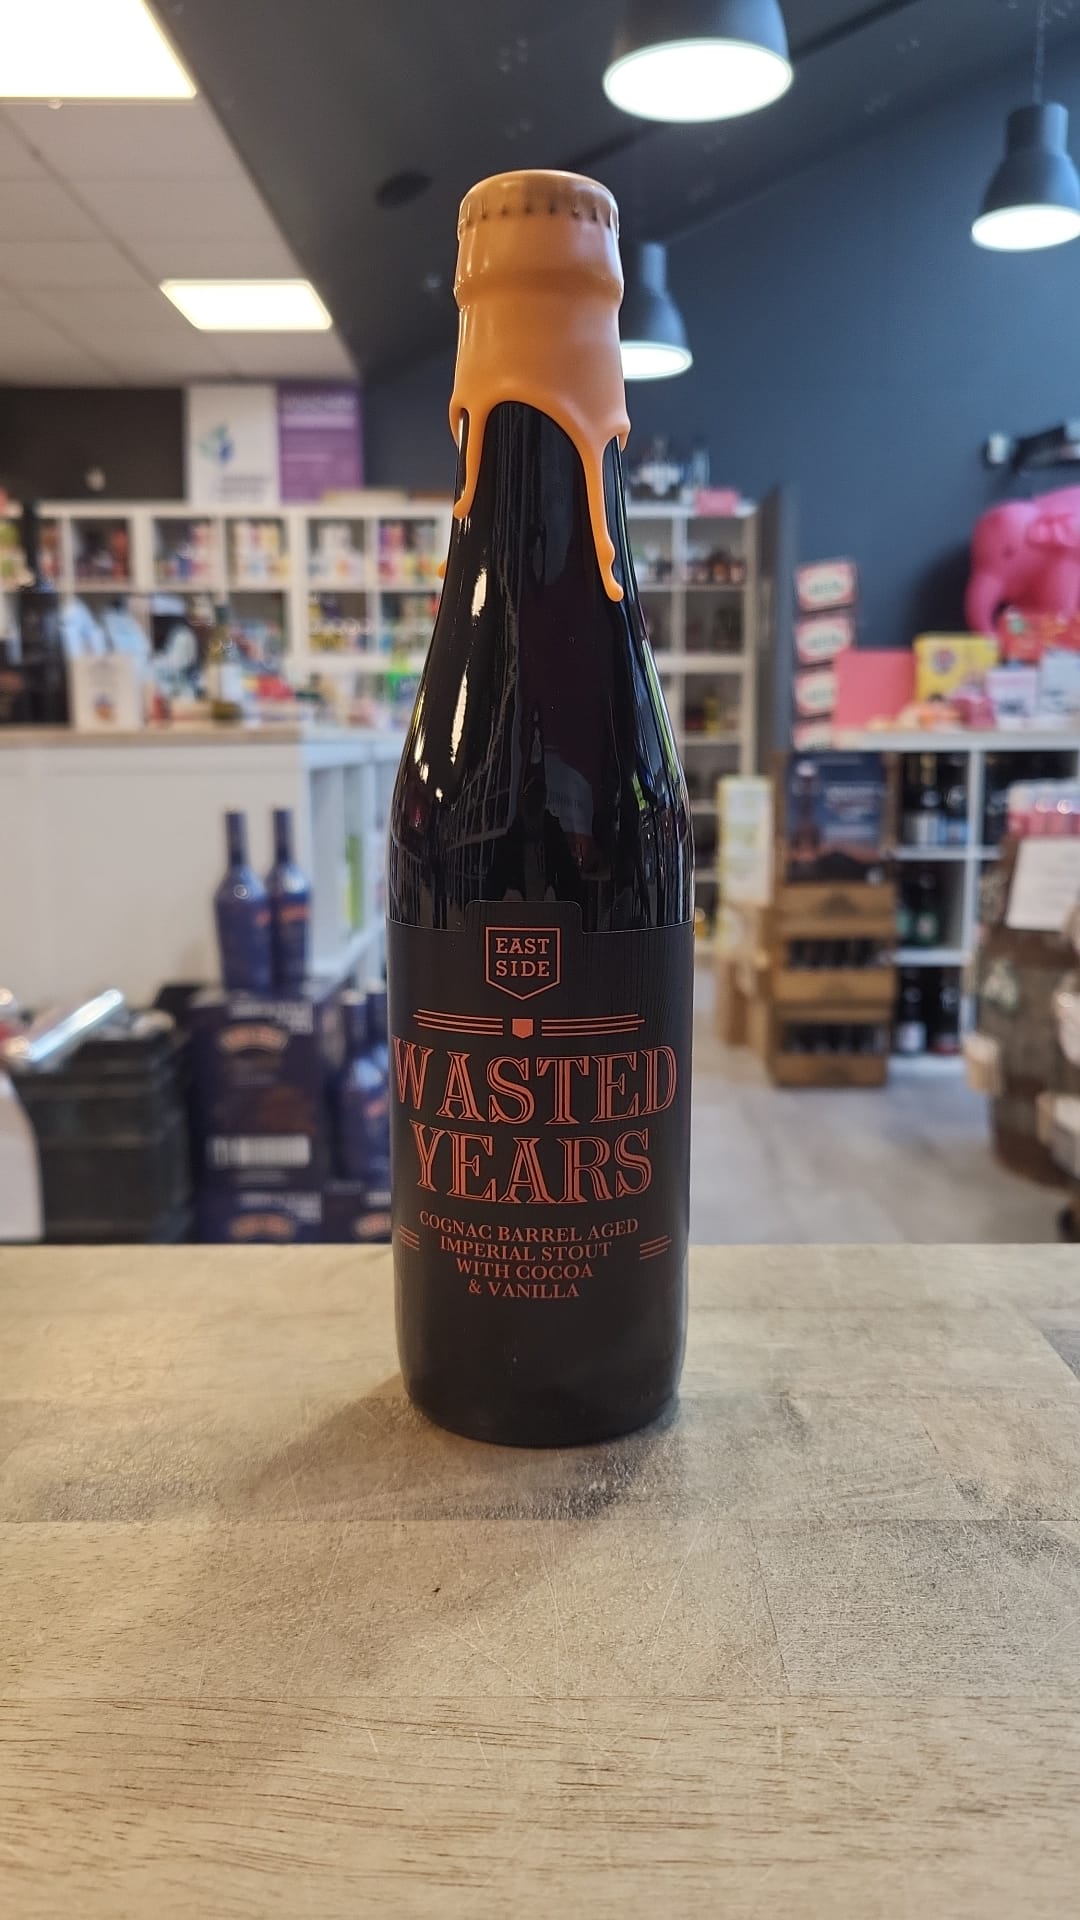 EAST
SIDE
WASTED
YEARS
COGNAC BARREL AGED
IMPERIAL STOUT
WITH COCOA
& VANILLA